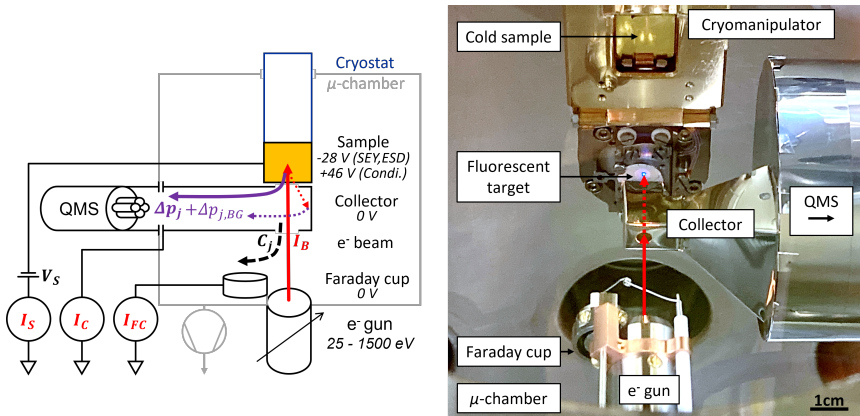 Cryostat
μ-chamber
Sample
-28 V (SEY,ESD)
+46 V (Condi.)
QMS
Δp_j + Δp_j,BG
Collector
0 V
C_j
I_B
e⁻ beam
V_S
Faraday cup
0 V
I_S
I_C
I_FC
e⁻ gun
25 - 1500 eV
Cold sample
Cryomanipulator
Fluorescent
target
QMS
Collector
Faraday cup
e⁻ gun
μ-chamber
1cm